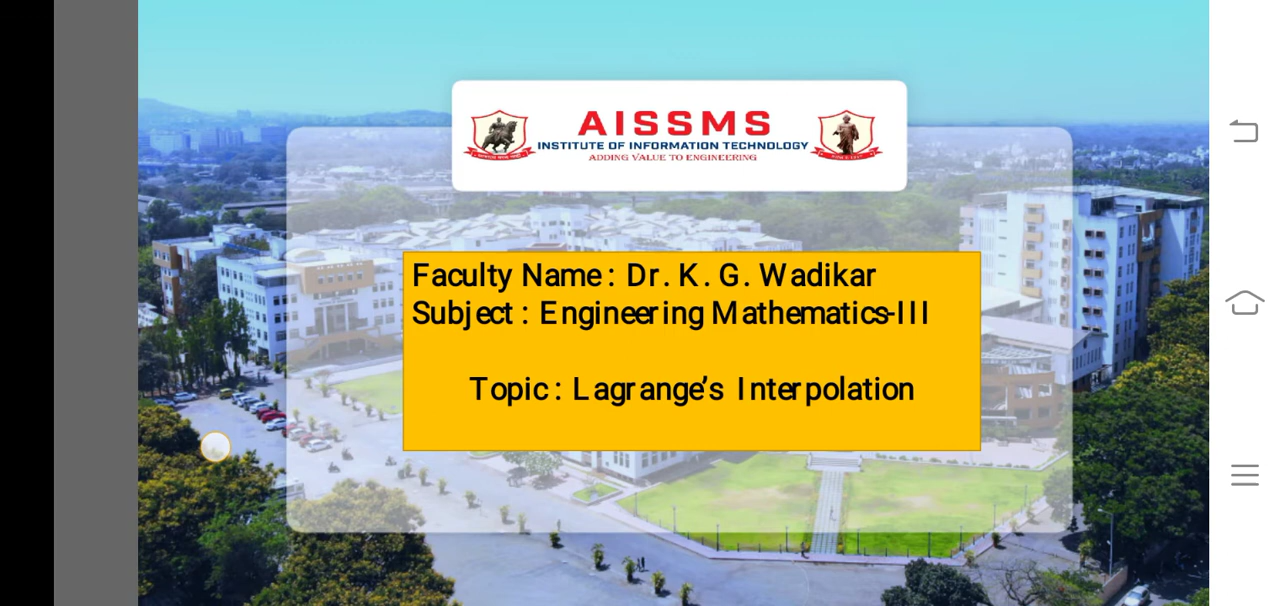 AISSMS
INSTITUTE OF INFORMATION TECHNOLOGY
ADDING VALUE TO ENGINEERING
Faculty Name : Dr. K. G. Wadikar
Subject : Engineering Mathematics-III
Topic : Lagrange’s Interpolation